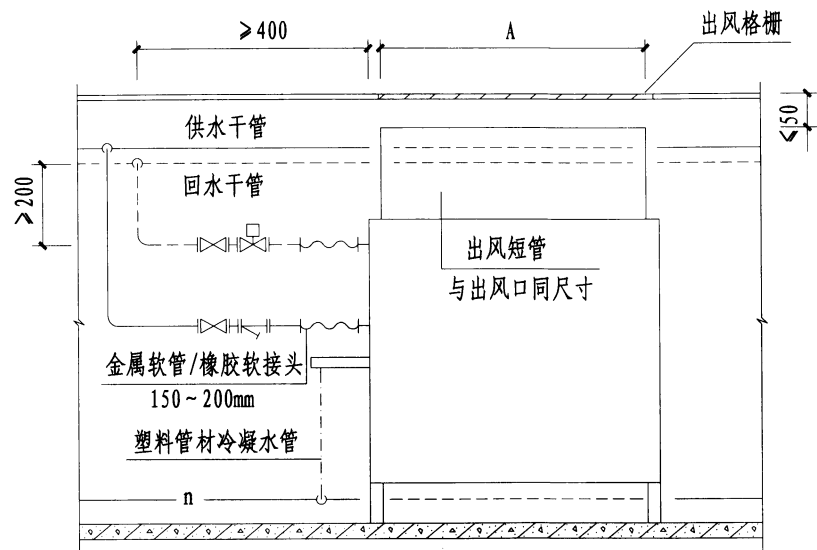 ≥400
A
出风格栅
≤150
供水干管
回水干管
≥200
出风短管
与出风口同尺寸
金属软管/橡胶软接头
150~200mm
塑料管材冷凝水管
n